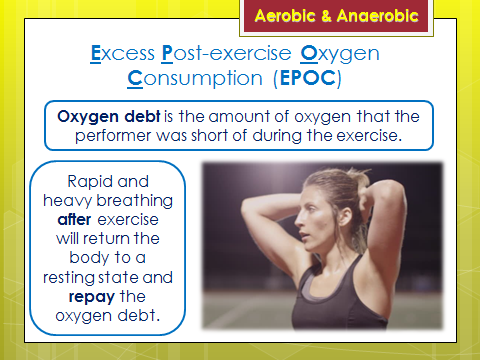 Aerobic & Anaerobic
Excess Post-exercise Oxygen
Consumption (EPOC)
Oxygen debt is the amount of oxygen that the
performer was short of during the exercise.
Rapid and
heavy breathing
after exercise
will return the
body to a
resting state and
repay the
oxygen debt.